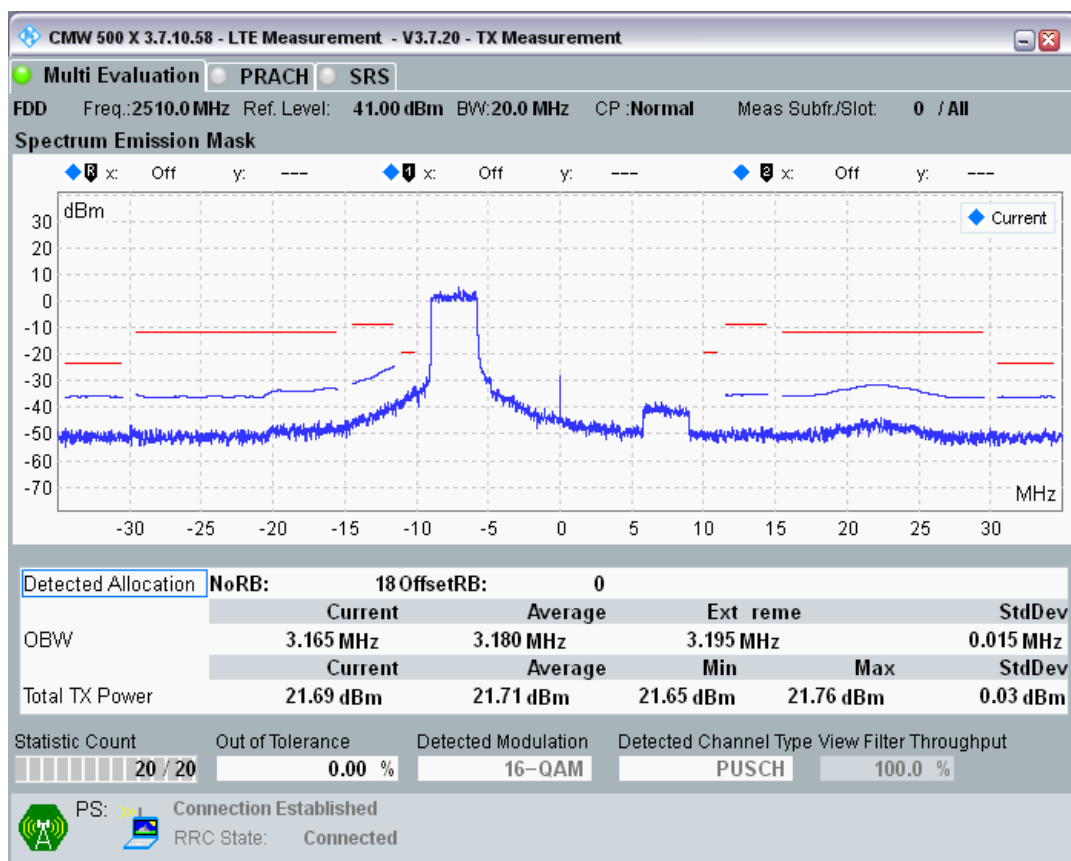 CMW 500 X 3.7.10.58 - LTE Measurement - V3.7.20 - TX Measurement
Multi Evaluation PRACH SRS
FDD Freq.:2510.0 MHz Ref. Level: 41.00 dBm BW:20.0 MHz CP :Normal Meas Subfr./Slot: 0 / All
Spectrum Emission Mask
R x: Off y: --- 1 x: Off y: --- 2 x: Off y: ---
dBm
Current
30
20
10
0
-10
-20
-30
-40
-50
-60
-70
MHz
-30 -25 -20 -15 -10 -5 0 5 10 15 20 25 30
Detected Allocation NoRB: 18 OffsetRB: 0
Current Average Ext reme StdDev
OBW 3.165 MHz 3.180 MHz 3.195 MHz 0.015 MHz
Current Average Min Max StdDev
Total TX Power 21.69 dBm 21.71 dBm 21.65 dBm 21.76 dBm 0.03 dBm
Statistic Count Out of Tolerance Detected Modulation Detected Channel Type View Filter Throughput
20 / 20 0.00 % 16-QAM PUSCH 100.0 %
PS: Connection Established
RRC State: Connected